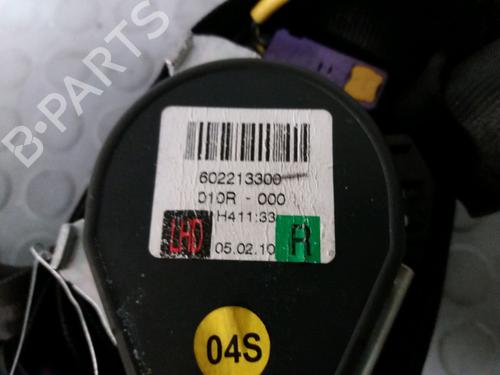 B-PARTS
602213300
010R - 000
H411:33
LHD
05.02.10
R
04S